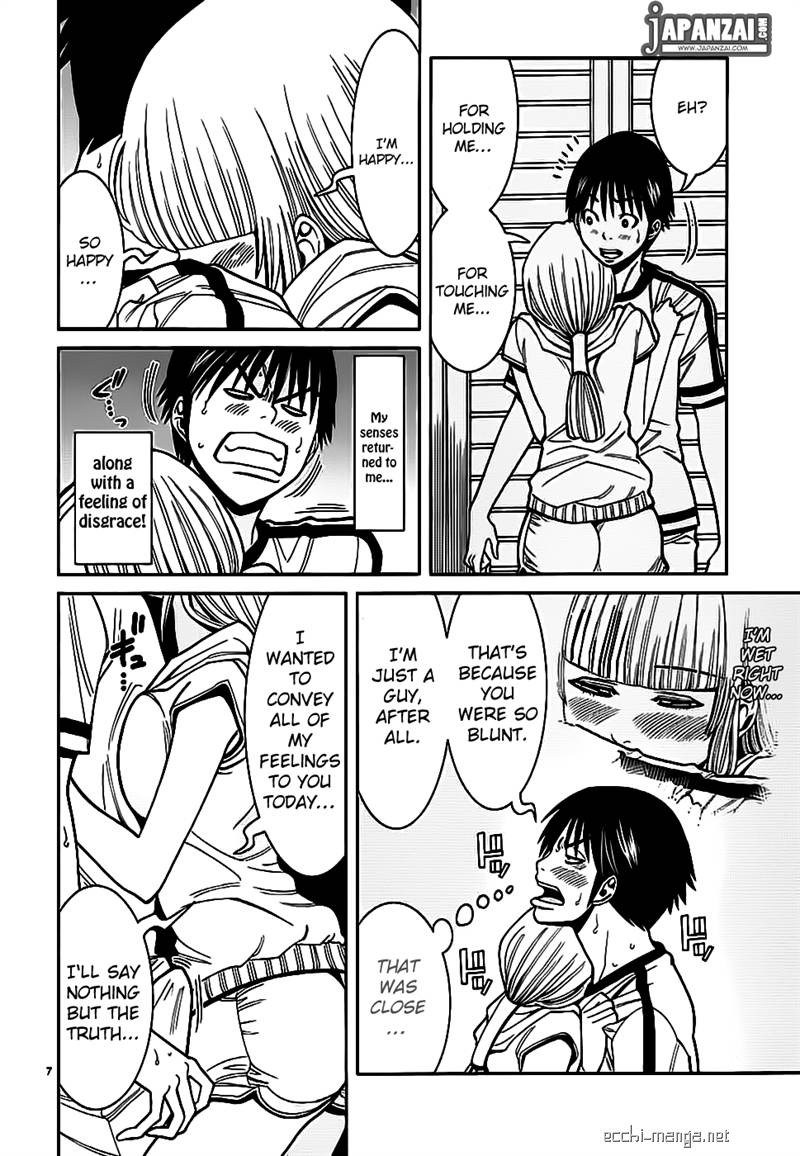 JAPANZAI.COM
WWW.JAPANZAI.COM
EH?
FOR
HOLDING
ME...
FOR
TOUCHING
ME...
I'M
HAPPY...
SO
HAPPY
...
My
senses
retur-
ned to
me...
along
with a
feeling of
disgrace!
I'M
WET
RIGHT
NOW...
THAT'S
BECAUSE
YOU
WERE SO
BLUNT.
I'M
JUST A
GUY,
AFTER
ALL.
THAT
WAS
CLOSE
...
I
WANTED
TO
CONVEY
ALL OF
MY
FEELINGS
TO YOU
TODAY...
I'LL SAY
NOTHING
BUT THE
TRUTH...
7
ecchi-manga.net